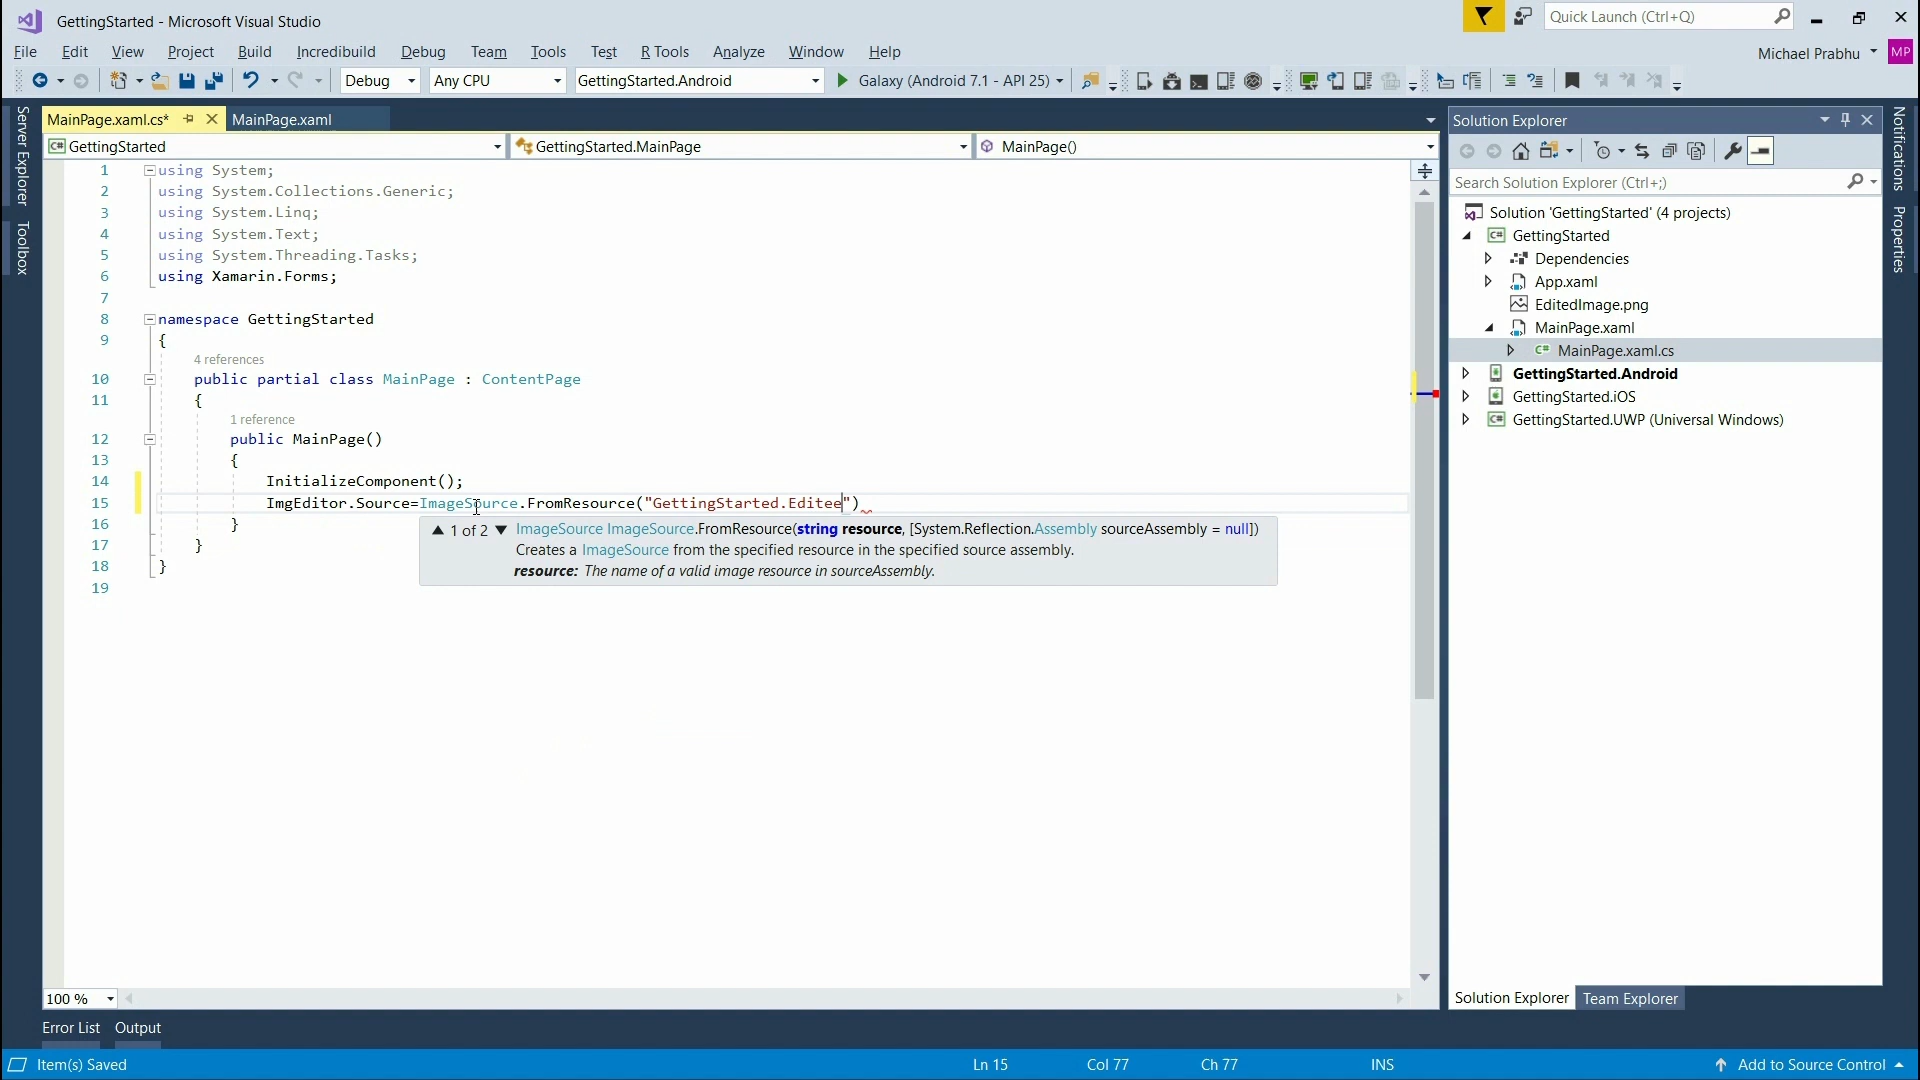 GettingStarted - Microsoft Visual Studio
Quick Launch (Ctrl+Q)
File Edit View Project Build Incredibuild Debug Team Tools Test R Tools Analyze Window Help
Michael Prabhu MP
Debug Any CPU GettingStarted.Android Galaxy (Android 7.1 - API 25)
Server Explorer
Toolbox
MainPage.xaml.cs* MainPage.xaml
GettingStarted GettingStarted.MainPage MainPage()
1 using System;
2 using System.Collections.Generic;
3 using System.Linq;
4 using System.Text;
5 using System.Threading.Tasks;
6 using Xamarin.Forms;
7
8 namespace GettingStarted
9 {
4 references
10 public partial class MainPage : ContentPage
11 {
1 reference
12 public MainPage()
13 {
14 InitializeComponent();
15 ImgEditor.Source=ImageSource.FromResource("GettingStarted.Editee")
16 }
1 of 2 ImageSource ImageSource.FromResource(string resource, [System.Reflection.Assembly sourceAssembly = null])
Creates a ImageSource from the specified resource in the specified source assembly.
resource: The name of a valid image resource in sourceAssembly.
17 }
18 }
19
100 %
Solution Explorer
Search Solution Explorer (Ctrl+;)
Solution 'GettingStarted' (4 projects)
C# GettingStarted
Dependencies
App.xaml
EditedImage.png
MainPage.xaml
C# MainPage.xaml.cs
GettingStarted.Android
GettingStarted.iOS
C# GettingStarted.UWP (Universal Windows)
Solution Explorer Team Explorer
Notifications
Properties
Error List Output
Item(s) Saved Ln 15 Col 77 Ch 77 INS Add to Source Control